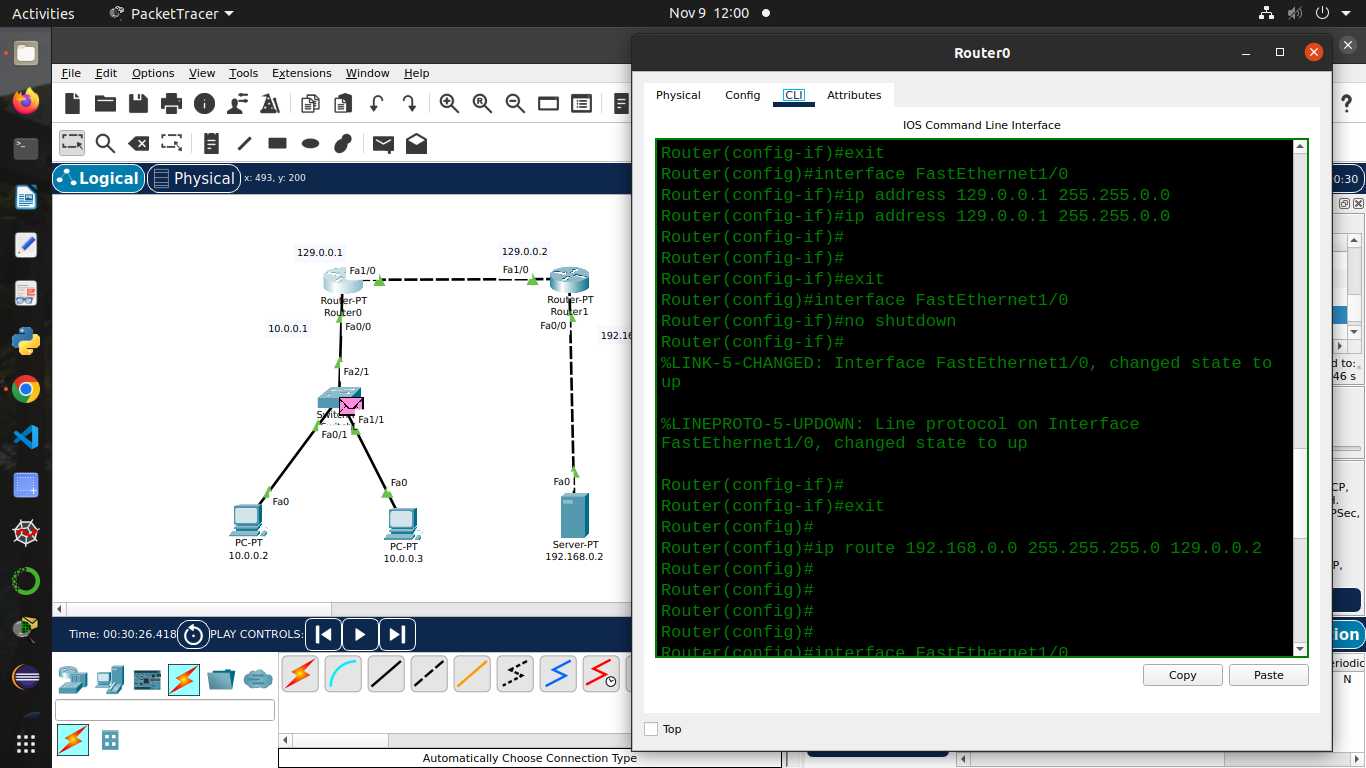 Activities
PacketTracer
Nov 9 12:00
Router0
File Edit Options View Tools Extensions Window Help
Physical Config CLI Attributes
IOS Command Line Interface
Logical
Physical
x: 493, y: 200
0:30
Router(config-if)#exit
Router(config)#interface FastEthernet1/0
Router(config-if)#ip address 129.0.0.1 255.255.0.0
Router(config-if)#ip address 129.0.0.1 255.255.0.0
Router(config-if)#
Router(config-if)#
Router(config-if)#exit
Router(config)#interface FastEthernet1/0
Router(config-if)#no shutdown
Router(config-if)#
%LINK-5-CHANGED: Interface FastEthernet1/0, changed state to
up
%LINEPROTO-5-UPDOWN: Line protocol on Interface
FastEthernet1/0, changed state to up
Router(config-if)#
Router(config-if)#exit
Router(config)#
Router(config)#ip route 192.168.0.0 255.255.255.0 129.0.0.2
Router(config)#
Router(config)#
Router(config)#
Router(config)#
Router(config)#interface FastEthernet1/0
Copy
Paste
Top
129.0.0.1
129.0.0.2
Fa1/0
Fa1/0
Router-PT
Router0
Router-PT
Router1
10.0.0.1
Fa0/0
Fa0/0
192.16
Fa2/1
Fa1/1
Fa0/1
Fa0
Fa0
Fa0
PC-PT
10.0.0.2
PC-PT
10.0.0.3
Server-PT
192.168.0.2
d to:
46 s
CP,
PSec,
P,
ion
eriodic
N
Time: 00:30:26.418
PLAY CONTROLS:
Automatically Choose Connection Type